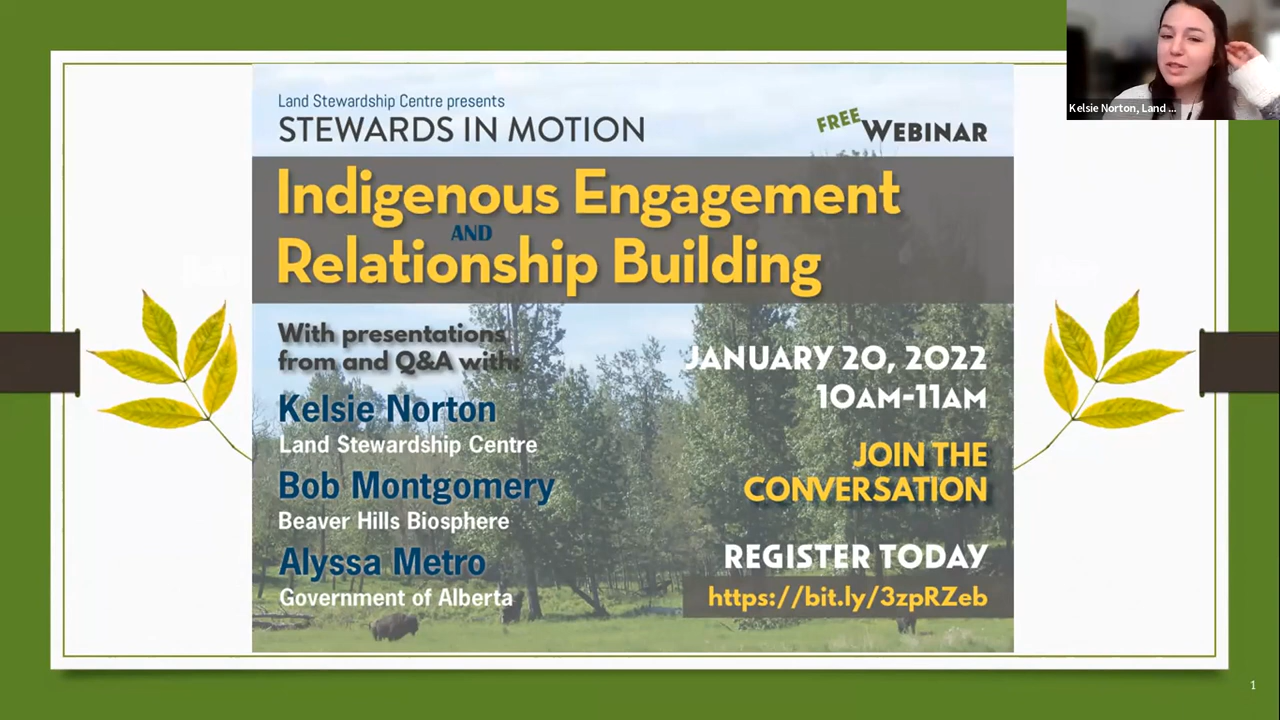 Kelsie Norton, Land ...
Land Stewardship Centre presents
STEWARDS IN MOTION
FREE WEBINAR
Indigenous Engagement
AND
Relationship Building
With presentations
from and Q&A with:
Kelsie Norton
Land Stewardship Centre
Bob Montgomery
Beaver Hills Biosphere
Alyssa Metro
Government of Alberta
JANUARY 20, 2022
10AM-11AM
JOIN THE
CONVERSATION
REGISTER TODAY
https://bit.ly/3zpRZeb
1